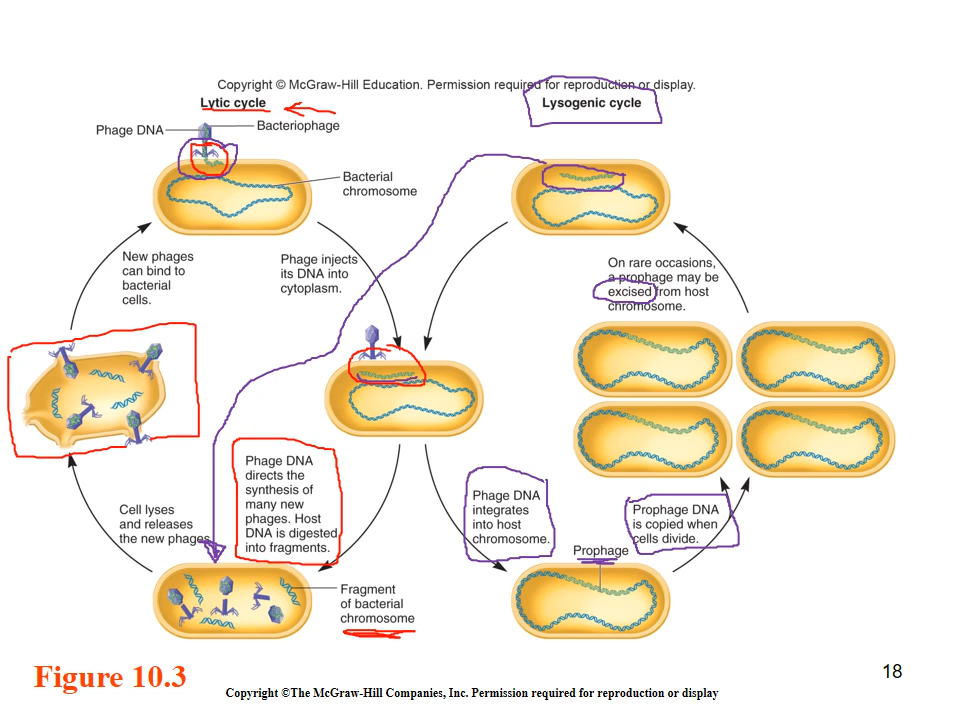 Copyright © McGraw-Hill Education. Permission required for reproduction or display.
Lytic cycle
Lysogenic cycle
Phage DNA
Bacteriophage
Bacterial
chromosome
New phages
can bind to
bacterial
cells.
Phage injects
its DNA into
cytoplasm.
On rare occasions,
a prophage may be
excised from host
chromosome.
Phage DNA
directs the
synthesis of
many new
phages. Host
DNA is digested
into fragments.
Cell lyses
and releases
the new phages.
Phage DNA
integrates
into host
chromosome.
Prophage DNA
is copied when
cells divide.
Prophage
Fragment
of bacterial
chromosome
Figure 10.3
18
Copyright ©The McGraw-Hill Companies, Inc. Permission required for reproduction or display